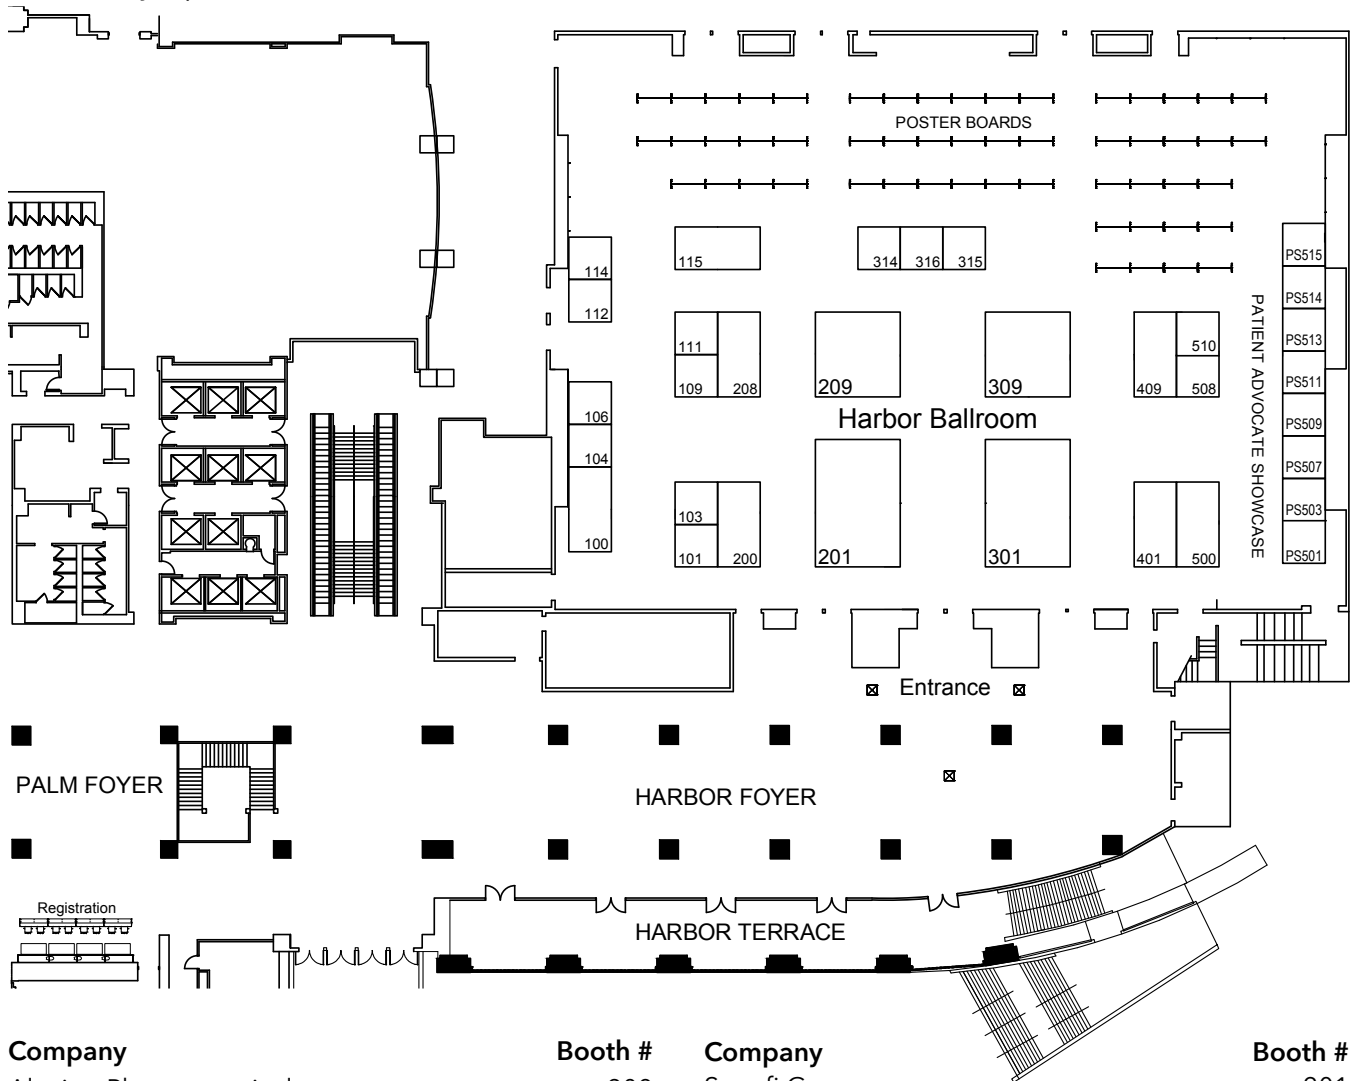 POSTER BOARDS
115
314 316 315
PS515
114
PS514
112
111
510
PS513
109 208
209
309
409 508
PS511
PATIENT ADVOCATE SHOWCASE
Harbor Ballroom
106
PS509
104
PS507
103
PS503
100
101 200
201
301
401 500
PS501
Entrance
PALM FOYER
HARBOR FOYER
Registration
HARBOR TERRACE
Company Booth # Company Booth #